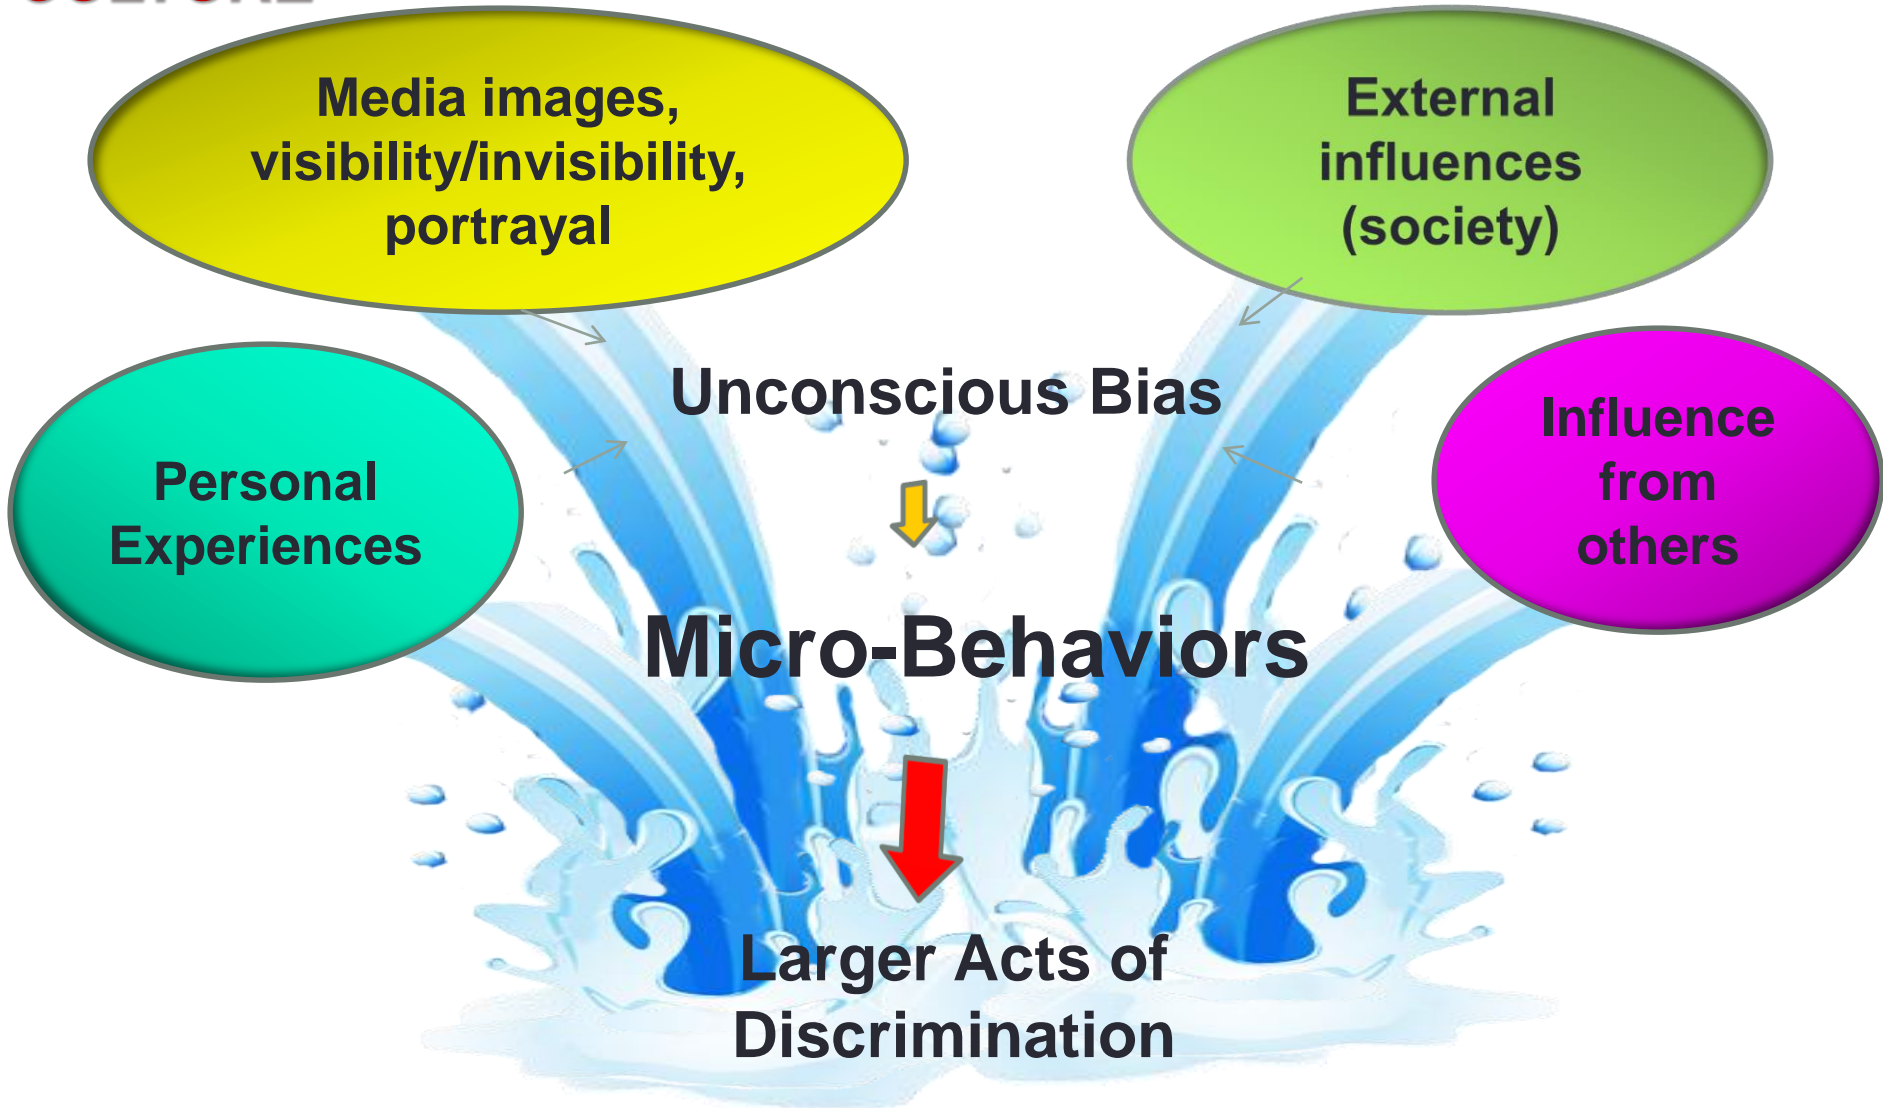 Media images,
visibility/invisibility,
portrayal
External
influences
(society)
Unconscious Bias
Personal
Experiences
Influence
from
others
Micro-Behaviors
Larger Acts of
Discrimination